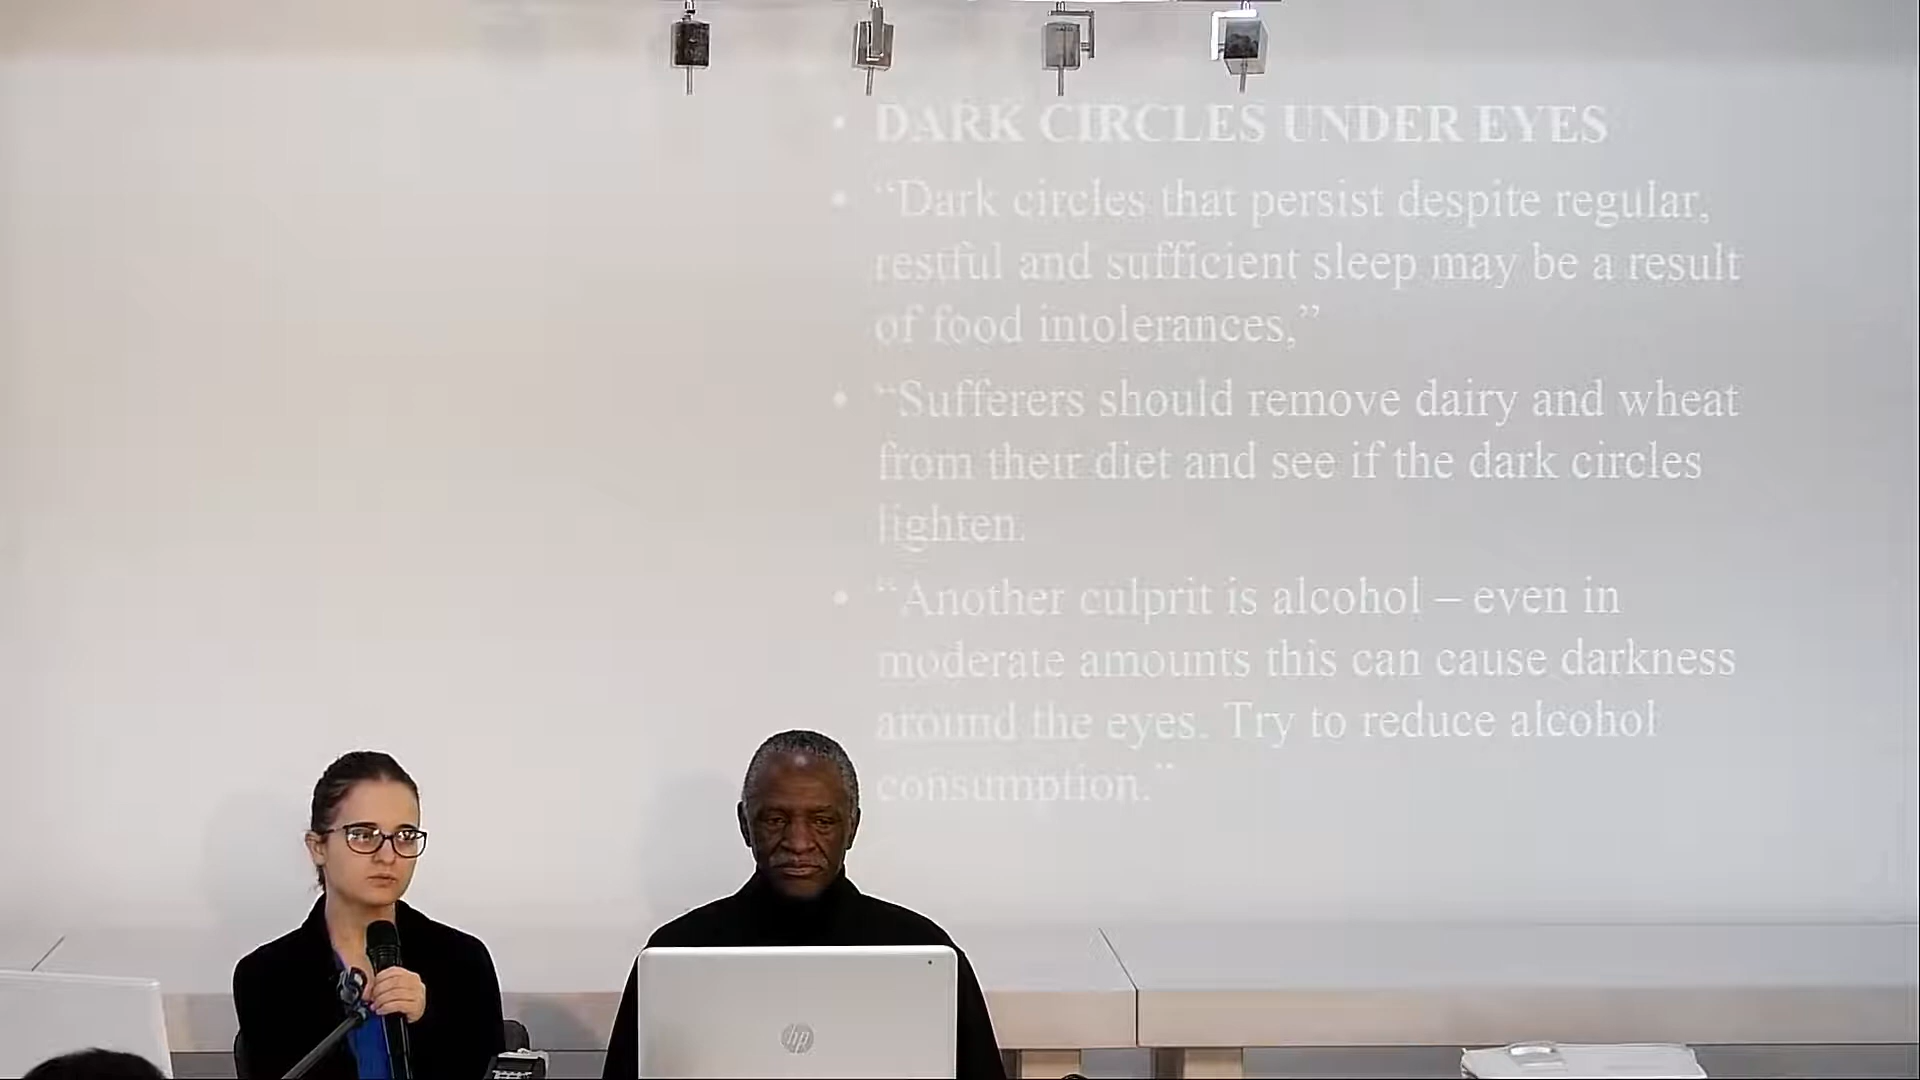 • DARK CIRCLES UNDER EYES
• “Dark circles that persist despite regular,
restful and sufficient sleep may be a result
of food intolerances,”
• “Sufferers should remove dairy and wheat
from their diet and see if the dark circles
lighten.
• “Another culprit is alcohol – even in
moderate amounts this can cause darkness
around the eyes. Try to reduce alcohol
consumption.”
hp